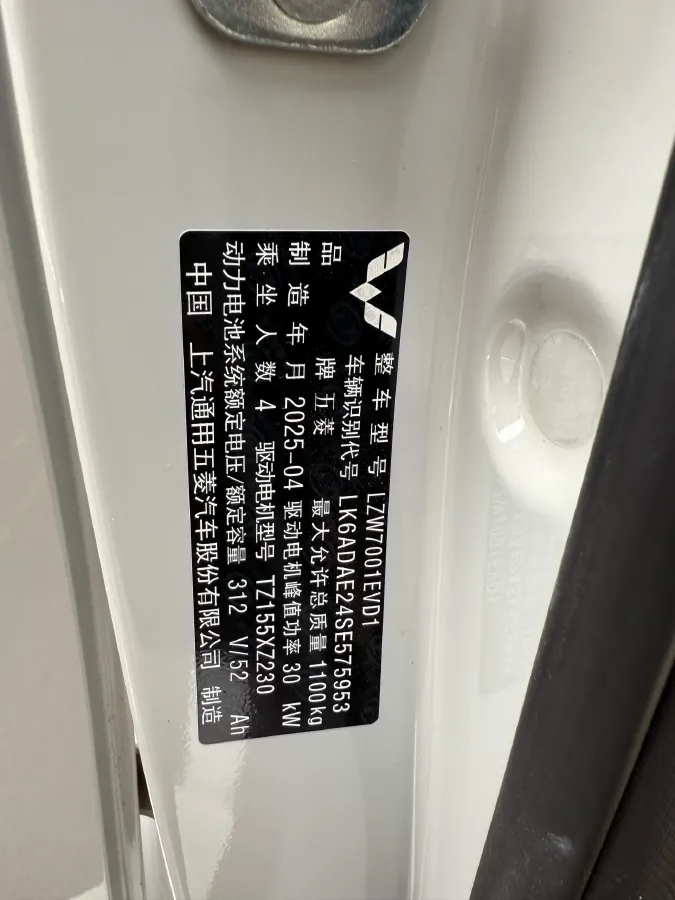 整车型号 LZW7001EVD1
车辆识别代号 LK6ADAE24SE575953
品牌 五菱 最大允许总质量 1100kg
制造年月 2025-04 驱动电机峰值功率 30 kW
乘坐人数 4 驱动电机型号 TZ155XZ230
动力电池系统额定电压/额定容量 312 V/52 Ah
中国 上汽通用五菱汽车股份有限公司 制造